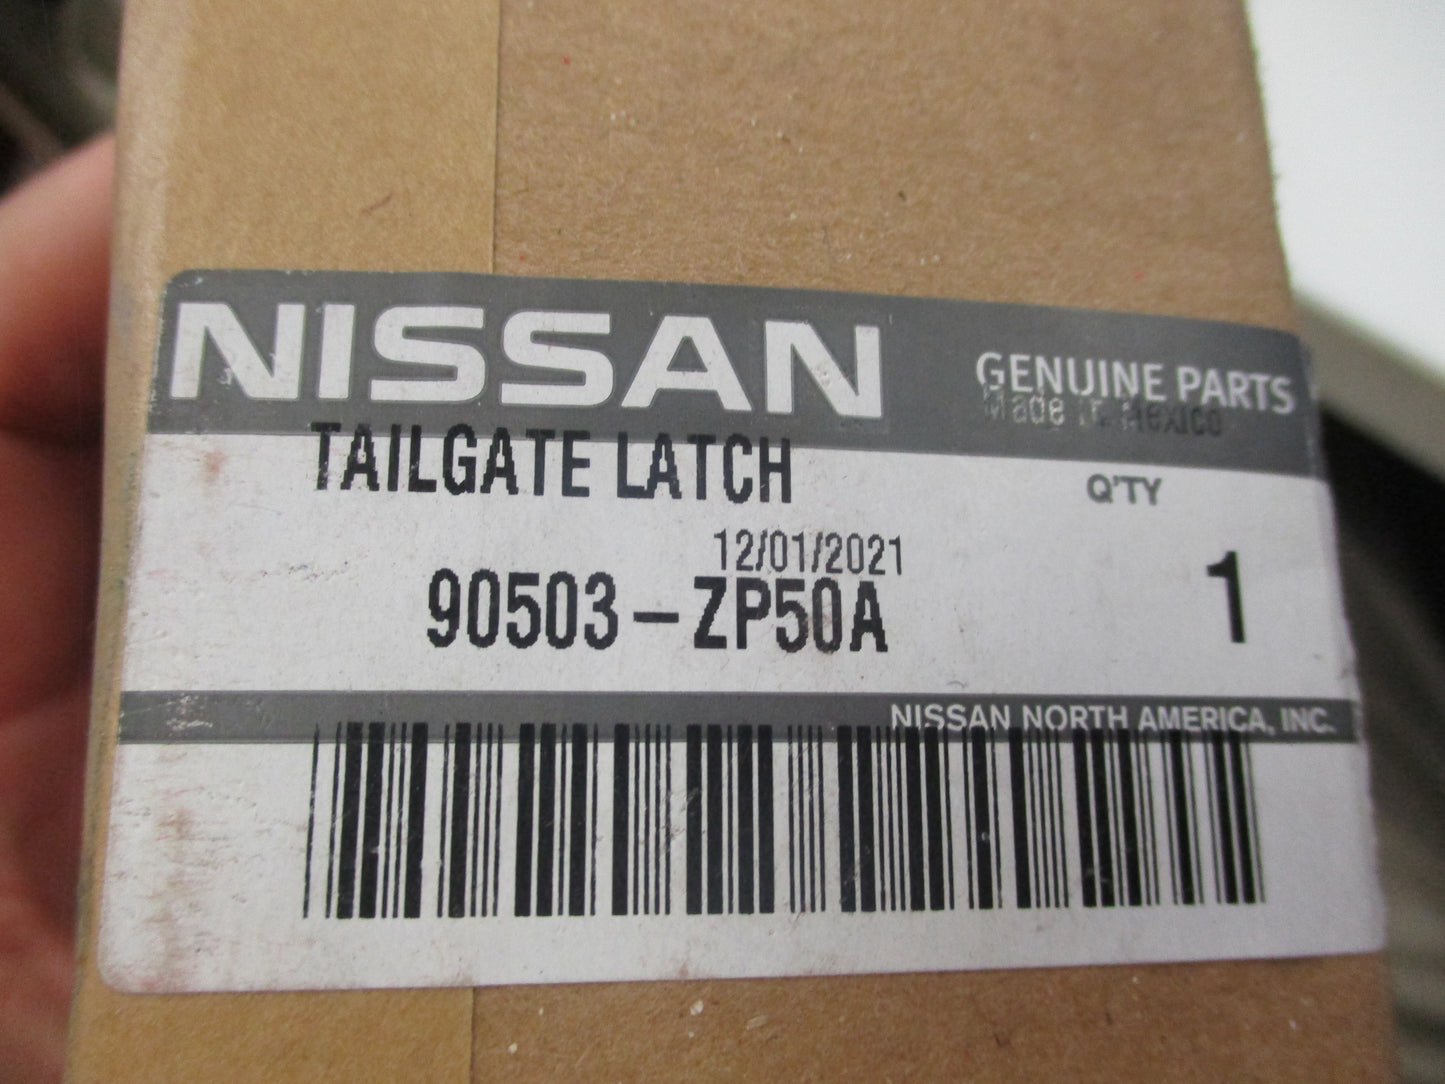 NISSAN
GENUINE PARTS
Made In Mexico
TAILGATE LATCH
Q'TY
12/01/2021
90503-ZP50A
1
NISSAN NORTH AMERICA, INC.